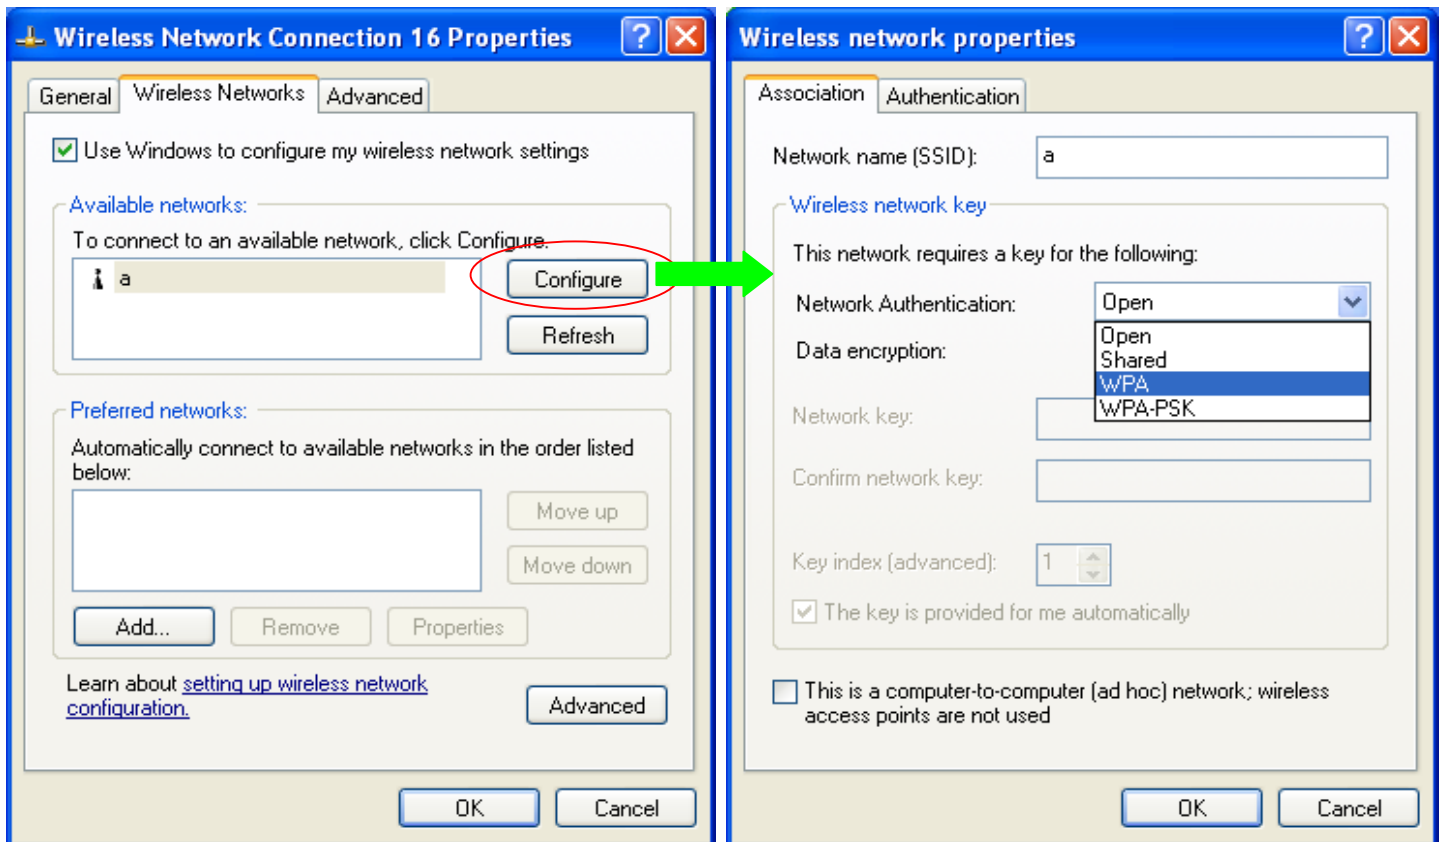 Wireless Network Connection 16 Properties
General
Wireless Networks
Advanced
Use Windows to configure my wireless network settings
Available networks:
To connect to an available network, click Configure.
a
Configure
Refresh
Preferred networks:
Automatically connect to available networks in the order listed
below:
Move up
Move down
Add...
Remove
Properties
Learn about setting up wireless network
configuration.
Advanced
OK
Cancel
Wireless network properties
Association
Authentication
Network name (SSID):
a
Wireless network key
This network requires a key for the following:
Network Authentication:
Open
Open
Shared
WPA
WPA-PSK
Data encryption:
Network key:
Confirm network key:
Key index (advanced):
1
The key is provided for me automatically
This is a computer-to-computer (ad hoc) network; wireless
access points are not used
OK
Cancel